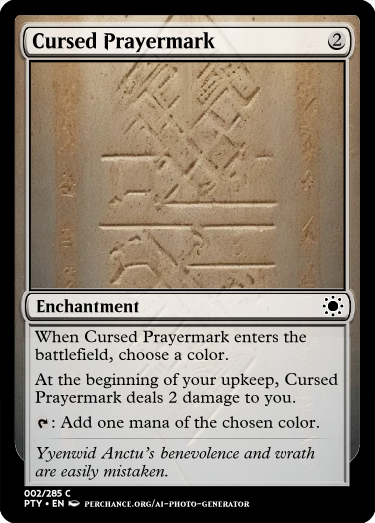 Cursed Prayermark 2
Enchantment
When Cursed Prayermark enters the
battlefield, choose a color.
At the beginning of your upkeep, Cursed
Prayermark deals 2 damage to you.
: Add one mana of the chosen color.
Yyenwid Anctu's benevolence and wrath
are easily mistaken.
002/285 C
PTY • EN PERCHANCE.ORG/AI-PHOTO-GENERATOR